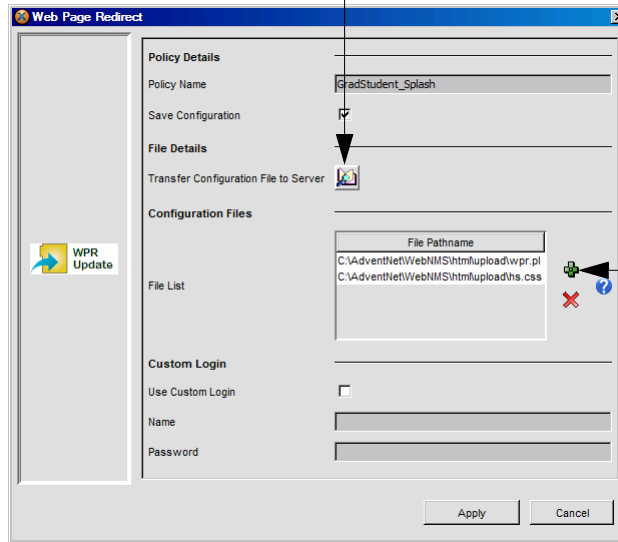 Web Page Redirect
Policy Details
Policy Name GradStudent_Splash
Save Configuration
File Details
Transfer Configuration File to Server
Configuration Files
WPR
Update
File Pathname
C:\AdventNet\WebNMS\html\upload\wpr.pl
C:\AdventNet\WebNMS\html\upload\hs.css
File List
Custom Login
Use Custom Login
Name
Password
Apply Cancel